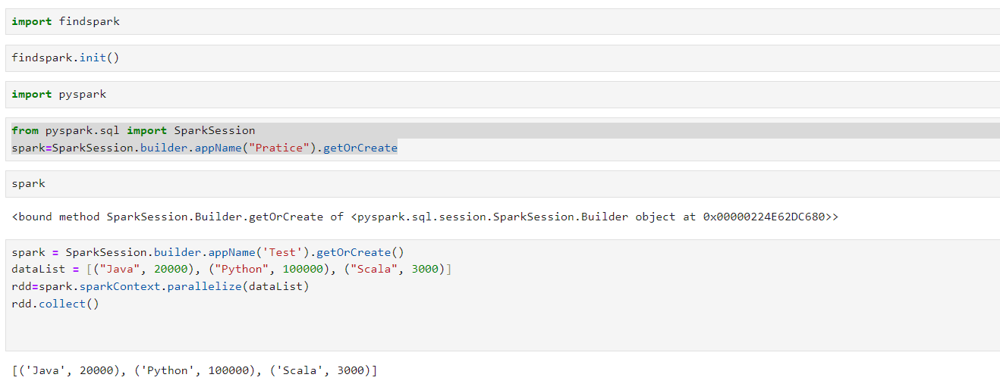 import findspark
findspark.init()
import pyspark
from pyspark.sql import SparkSession
spark=SparkSession.builder.appName("Pratice").getOrCreate
spark
<bound method SparkSession.Builder.getOrCreate of <pyspark.sql.session.SparkSession.Builder object at 0x00000224E62DC680>>
spark = SparkSession.builder.appName('Test').getOrCreate()
dataList = [("Java", 20000), ("Python", 100000), ("Scala", 3000)]
rdd=spark.sparkContext.parallelize(dataList)
rdd.collect()
[('Java', 20000), ('Python', 100000), ('Scala', 3000)]